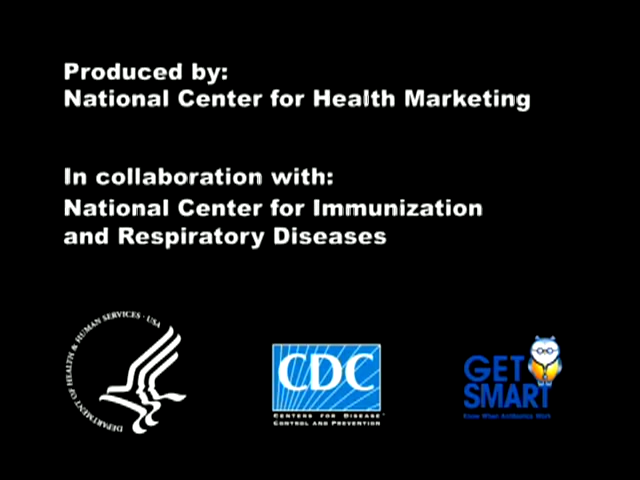 Produced by:
National Center for Health Marketing
In collaboration with:
National Center for Immunization
and Respiratory Diseases
DEPARTMENT OF HEALTH & HUMAN SERVICES · USA
CDC
CENTERS FOR DISEASE™
CONTROL AND PREVENTION
GET
SMART
Know When Antibiotics Work